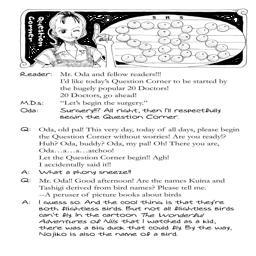 Question Corner
SBS
Reader: Mr. Oda and fellow readers!!!
I'd like today's Question Corner to be started by
the hugely popular 20 Doctors!
20 Doctors, go ahead!
M.D.s: "Let's begin the surgery."
Oda: Surgery!? All right, then I'll respectfully
begin the Question Corner.
Q: Oda, old pal! This very day, today of all days, please begin
the Question Corner without worries! Are you ready?
Huh? Oda, buddy? Oda, my pal! Oh! There you are,
Oda...a...a...atchoo!
Let the Question Corner begin!! Agh!
I accidentally said it!
A: What a phony sneeze!!
Q: Mr. Oda!! Good afternoon! Are the names Kuina and
Tashigi derived from bird names? Please tell me.
--A peruser of picture books about birds
A: I guess so. And the cool thing is that they're
both flightless birds. But not all flightless birds
can't fly. In the cartoon The Wonderful
Adventures of Nils that I watched as a kid,
there was a big duck that could fly. By the way,
Nojiko is also the name of a bird.